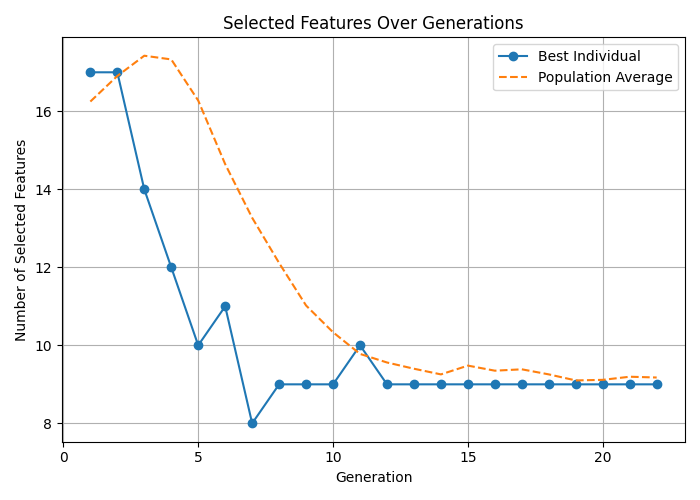 Selected Features Over Generations
Best Individual
Population Average
Number of Selected Features
16
14
12
10
8
0 5 10 15 20
Generation